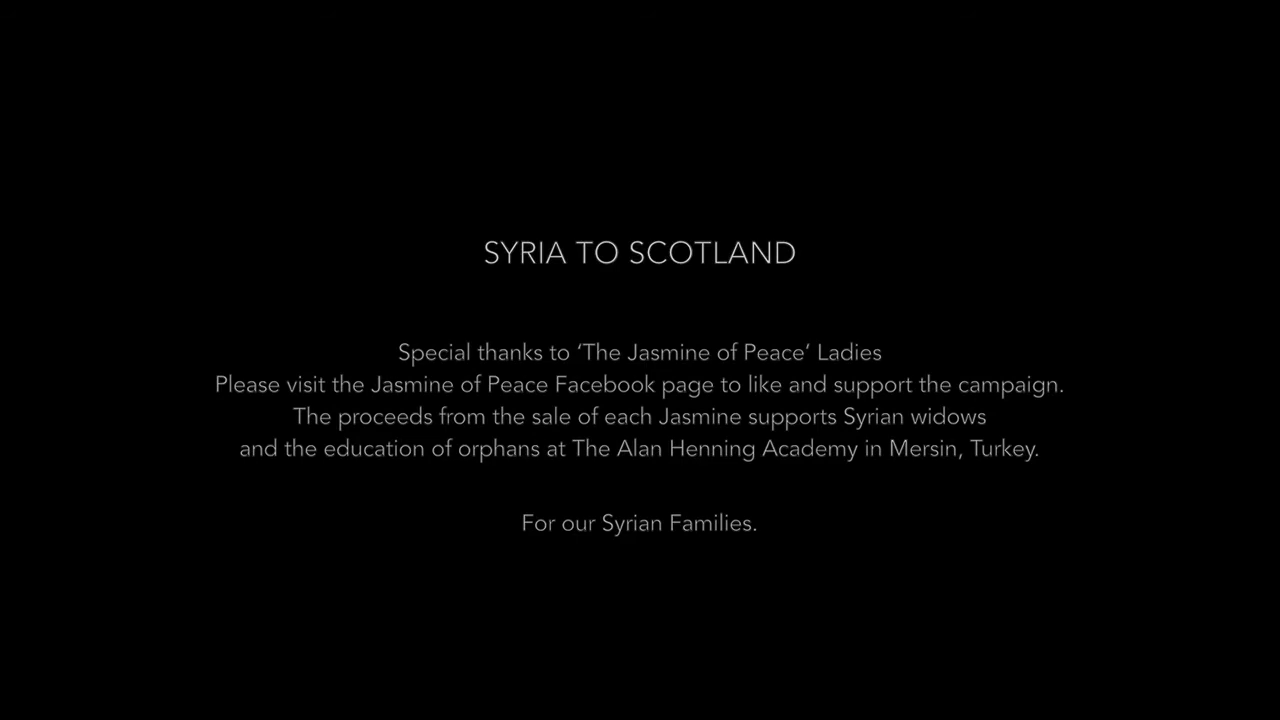 SYRIA TO SCOTLAND
Special thanks to ‘The Jasmine of Peace’ Ladies
Please visit the Jasmine of Peace Facebook page to like and support the campaign.
The proceeds from the sale of each Jasmine supports Syrian widows
and the education of orphans at The Alan Henning Academy in Mersin, Turkey.
For our Syrian Families.